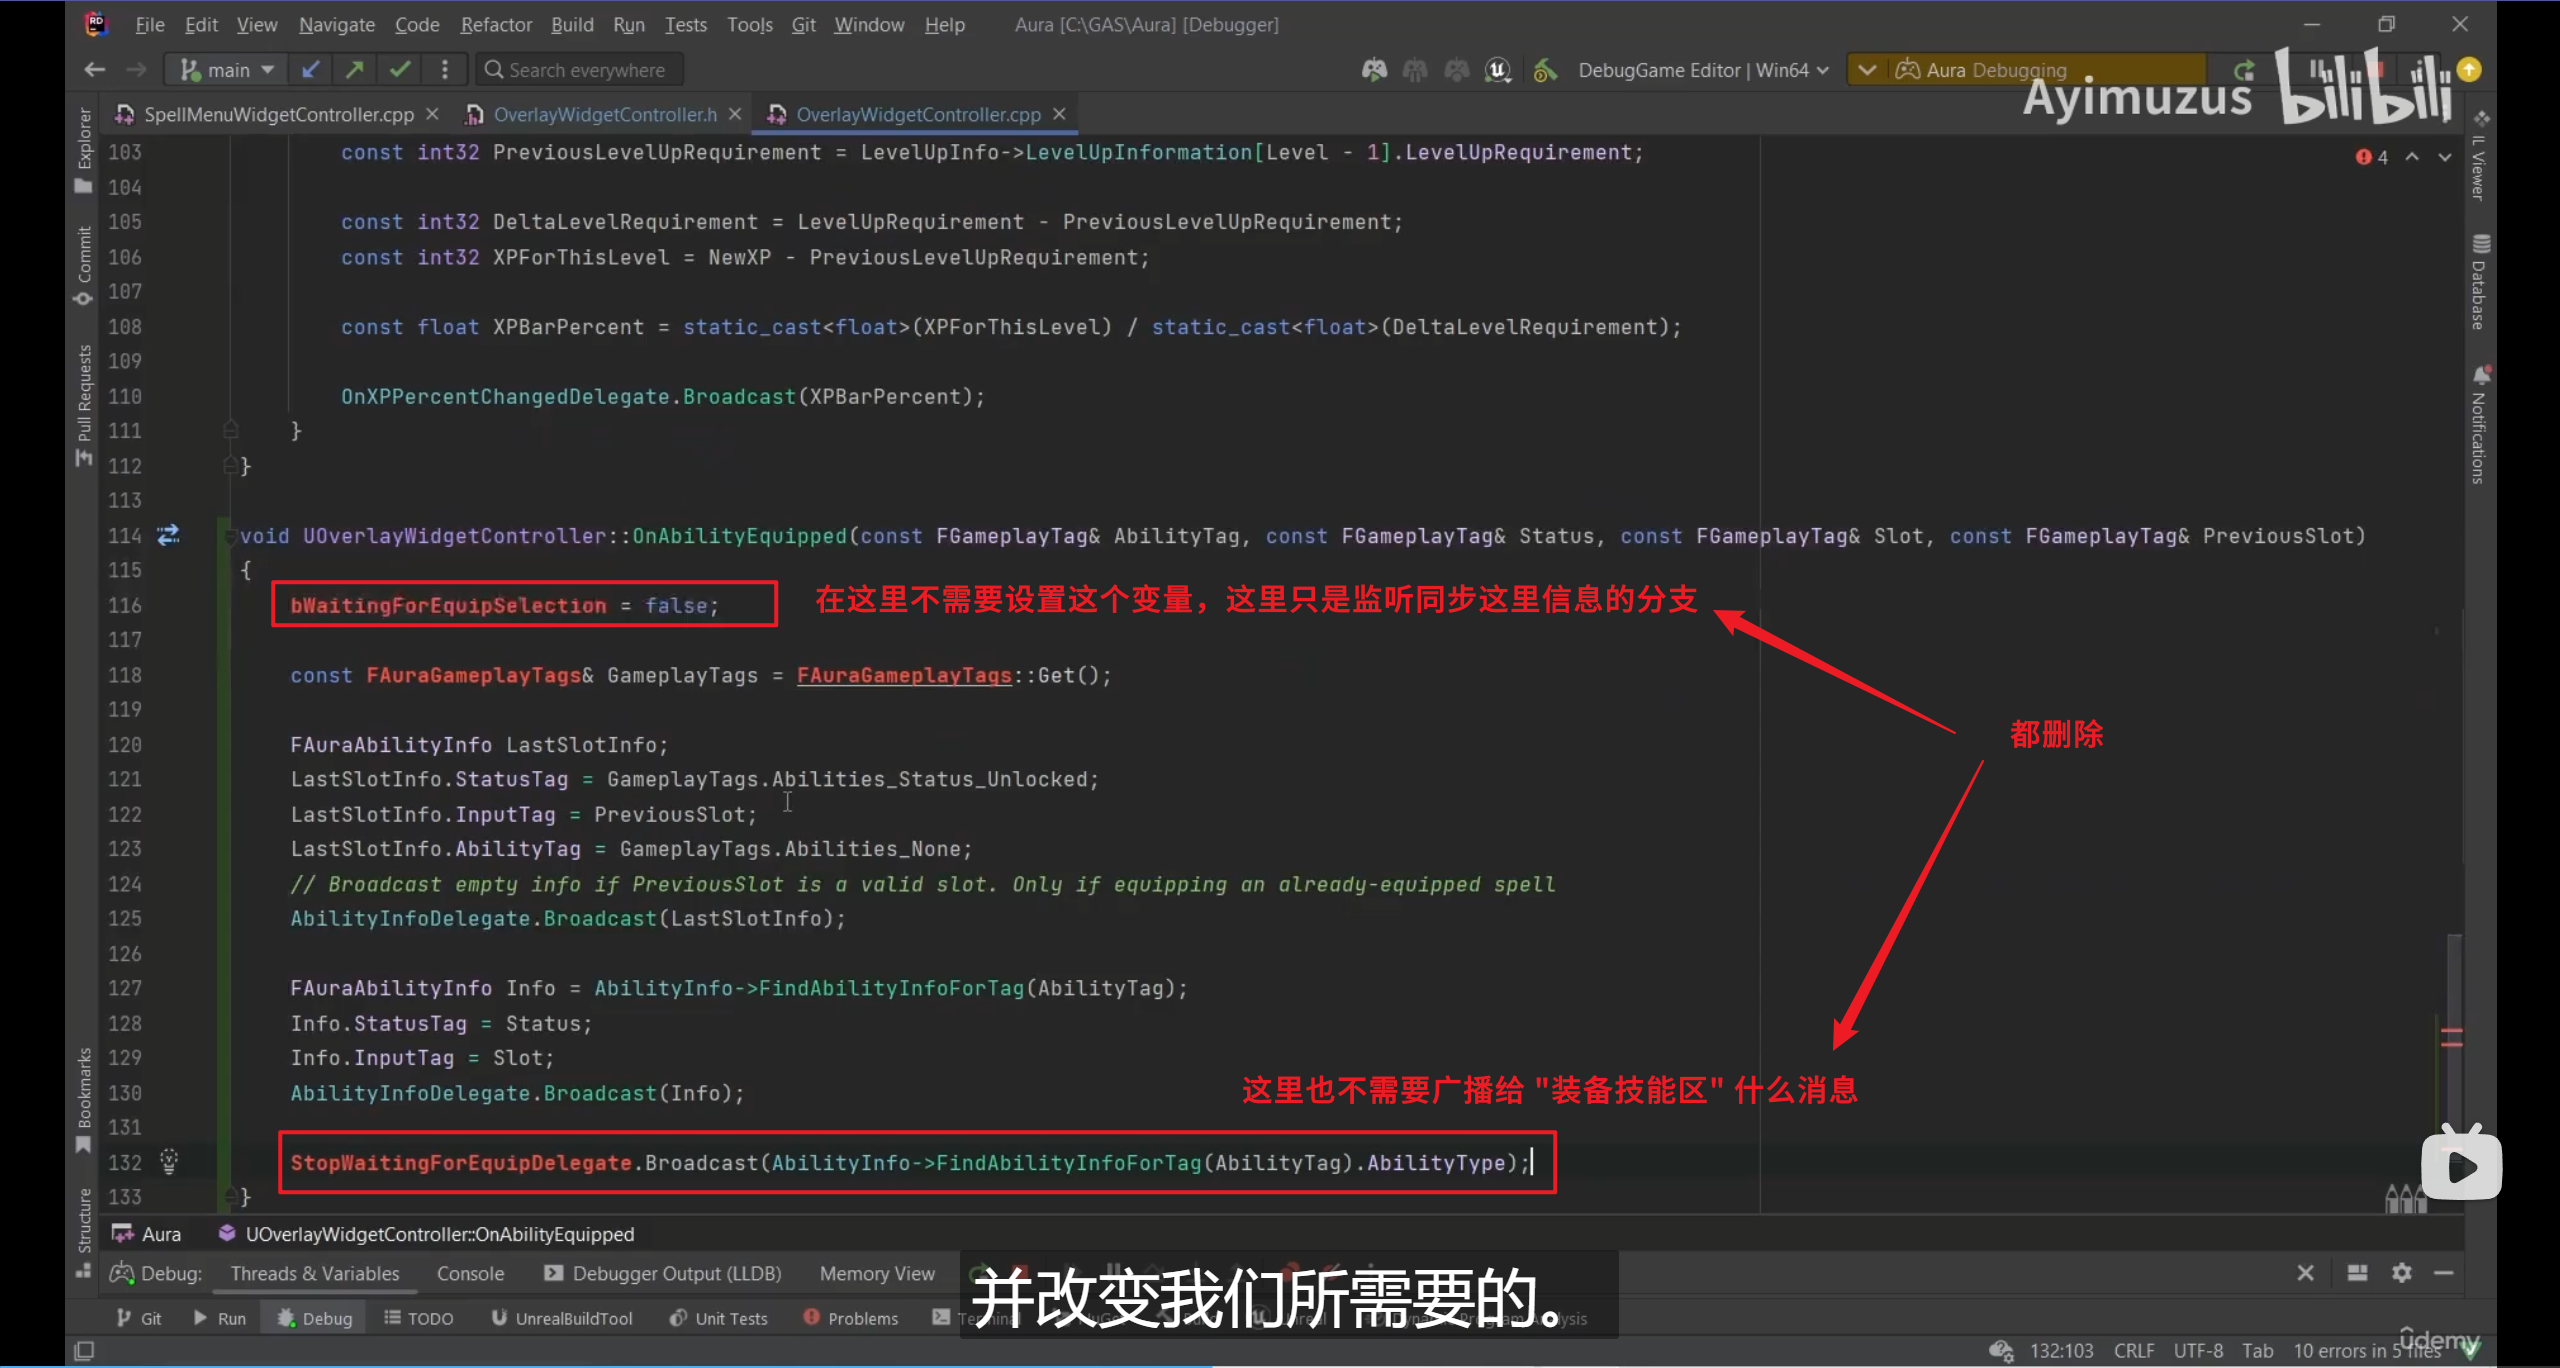 File Edit View Navigate Code Refactor Build Run Tests Tools Git Window Help Aura [C:\GAS\Aura] [Debugger]
main Search everywhere DebugGame Editor | Win64 Aura Debugging
Ayimuzus bilibili
SpellMenuWidgetController.cpp OverlayWidgetController.h OverlayWidgetController.cpp
Explorer
Commit
Pull Requests
Bookmarks
Structure
IL Viewer
Database
Notifications
4
103 const int32 PreviousLevelUpRequirement = LevelUpInfo->LevelUpInformation[Level - 1].LevelUpRequirement;
104
105 const int32 DeltaLevelRequirement = LevelUpRequirement - PreviousLevelUpRequirement;
106 const int32 XPForThisLevel = NewXP - PreviousLevelUpRequirement;
107
108 const float XPBarPercent = static_cast<float>(XPForThisLevel) / static_cast<float>(DeltaLevelRequirement);
109
110 OnXPPercentChangedDelegate.Broadcast(XPBarPercent);
111 }
112 }
113
114 void UOverlayWidgetController::OnAbilityEquipped(const FGameplayTag& AbilityTag, const FGameplayTag& Status, const FGameplayTag& Slot, const FGameplayTag& PreviousSlot)
115 {
116 bWaitingForEquipSelection = false; 在这里不需要设置这个变量，这里只是监听同步这里信息的分支
117
118 const FAuraGameplayTags& GameplayTags = FAuraGameplayTags::Get();
119
都删除
120 FAuraAbilityInfo LastSlotInfo;
121 LastSlotInfo.StatusTag = GameplayTags.Abilities_Status_Unlocked;
122 LastSlotInfo.InputTag = PreviousSlot;
123 LastSlotInfo.AbilityTag = GameplayTags.Abilities_None;
124 // Broadcast empty info if PreviousSlot is a valid slot. Only if equipping an already-equipped spell
125 AbilityInfoDelegate.Broadcast(LastSlotInfo);
126
127 FAuraAbilityInfo Info = AbilityInfo->FindAbilityInfoForTag(AbilityTag);
128 Info.StatusTag = Status;
129 Info.InputTag = Slot;
130 AbilityInfoDelegate.Broadcast(Info);
这里也不需要广播给 "装备技能区" 什么消息
131
132 StopWaitingForEquipDelegate.Broadcast(AbilityInfo->FindAbilityInfoForTag(AbilityTag).AbilityType);
133 }
Aura UOverlayWidgetController::OnAbilityEquipped
Debug: Threads & Variables Console Debugger Output (LLDB) Memory View
并改变我们所需要的。
Git Run Debug TODO UnrealBuildTool Unit Tests Problems
132:103 CRLF UTF-8 Tab 10 errors in 5 files
udemy